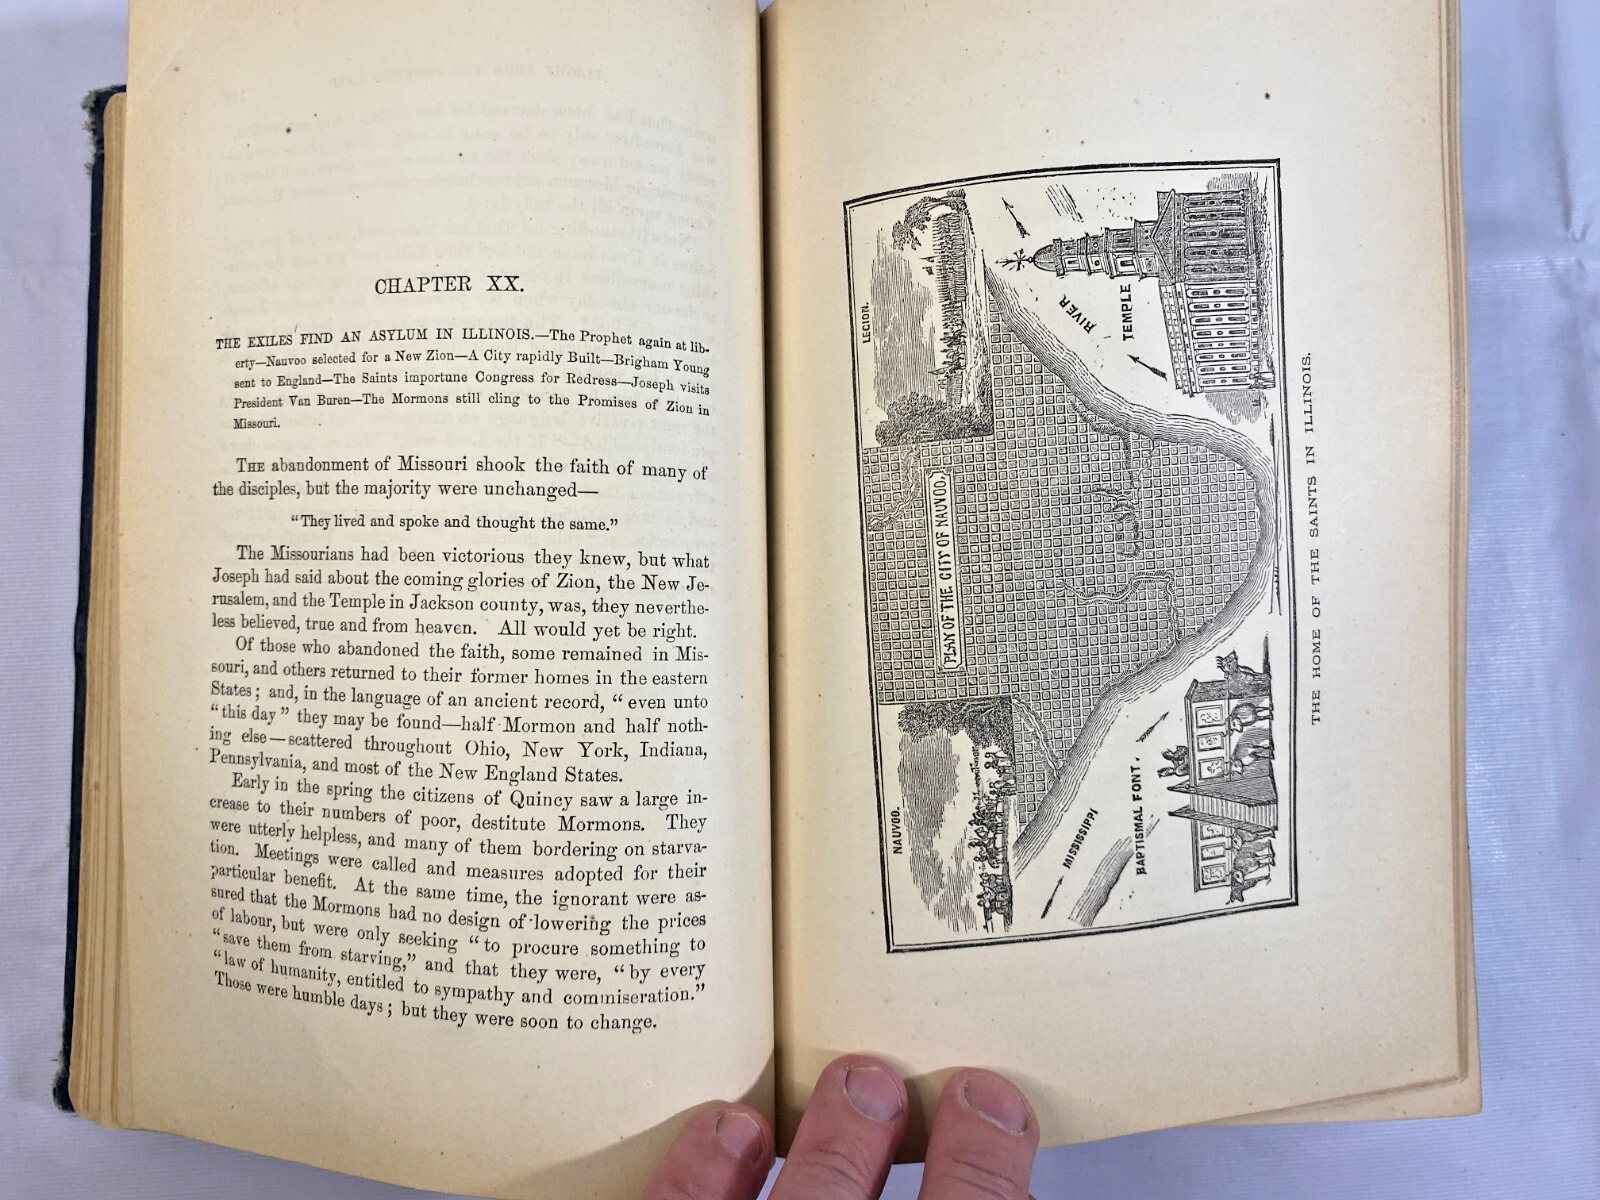 CHAPTER XX.
THE EXILES FIND AN ASYLUM IN ILLINOIS.—The Prophet again at lib-
erty—Nauvoo selected for a New Zion—A City rapidly Built—Brigham Young
sent to England—The Saints importune Congress for Redress—Joseph visits
President Van Buren—The Mormons still cling to the Promises of Zion in
Missouri.
THE abandonment of Missouri shook the faith of many of
the disciples, but the majority were unchanged—
"They lived and spoke and thought the same."
The Missourians had been victorious they knew, but what
Joseph had said about the coming glories of Zion, the New Je-
rusalem, and the Temple in Jackson county, was, they neverthe-
less believed, true and from heaven. All would yet be right.
Of those who abandoned the faith, some remained in Mis-
souri, and others returned to their former homes in the eastern
States; and, in the language of an ancient record, "even unto
"this day" they may be found—half Mormon and half noth-
ing else—scattered throughout Ohio, New York, Indiana,
Pennsylvania, and most of the New England States.
Early in the spring the citizens of Quincy saw a large in-
crease to their numbers of poor, destitute Mormons. They
were utterly helpless, and many of them bordering on starva-
tion. Meetings were called and measures adopted for their
particular benefit. At the same time, the ignorant were as-
sured that the Mormons had no design of lowering the prices
of labour, but were only seeking "to procure something to
"save them from starving," and that they were, "by every
"law of humanity, entitled to sympathy and commiseration."
Those were humble days; but they were soon to change.
LEGION.
NAUVOO.
PLAN OF THE CITY OF NAUVOO.
MISSISSIPPI
RIVER
BAPTISMAL FONT.
TEMPLE
THE HOME OF THE SAINTS IN ILLINOIS.